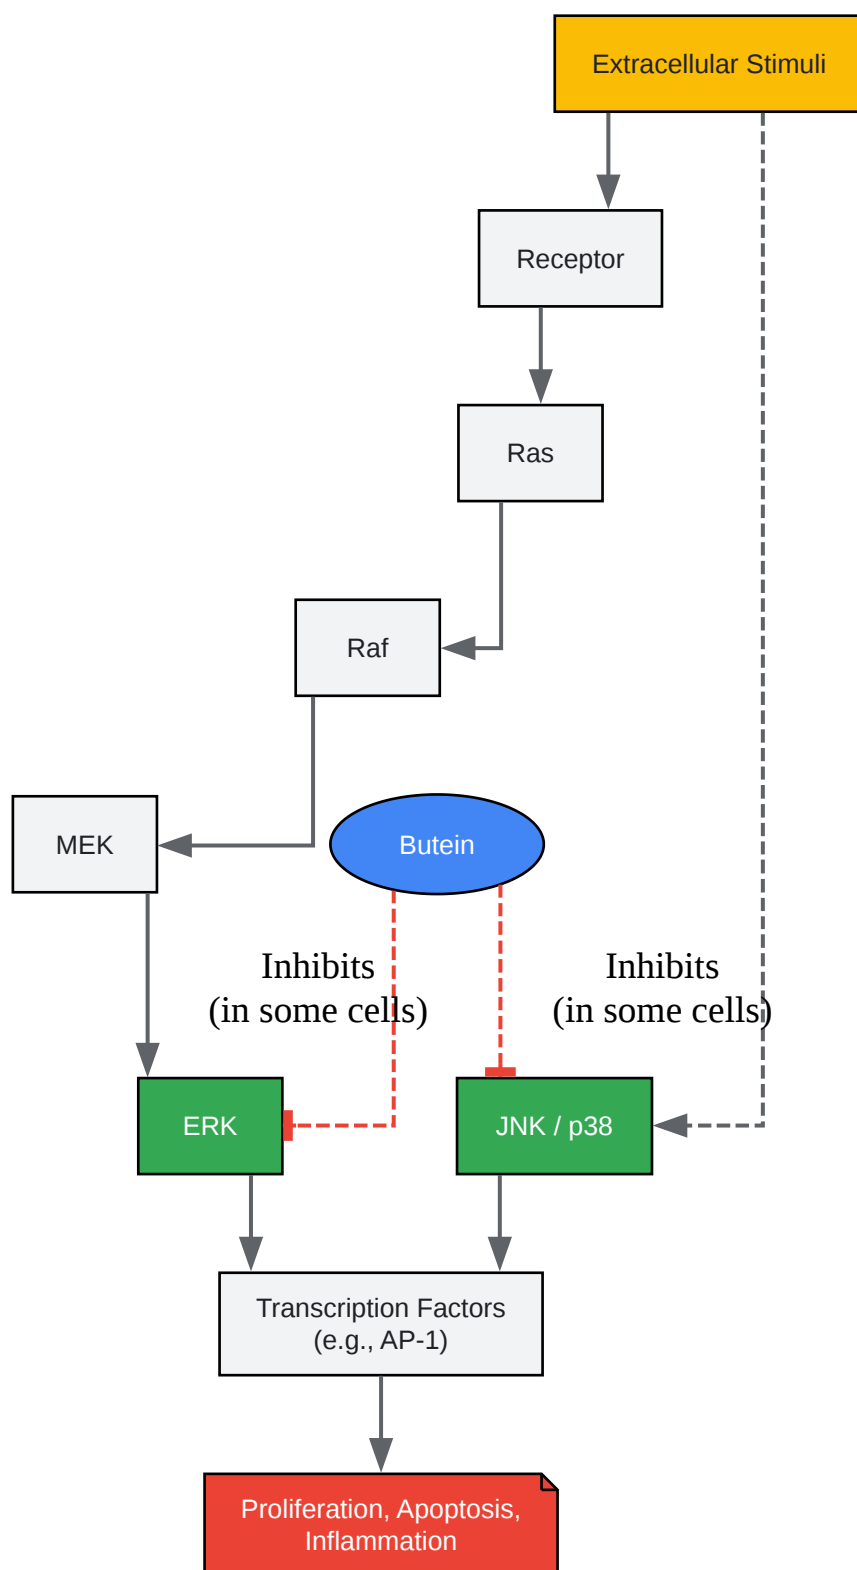 Extracellular Stimuli
Receptor
Ras
Raf
MEK
Butein
Inhibits
(in some cells)
Inhibits
(in some cells)
ERK
JNK / p38
Transcription Factors
(e.g., AP-1)
Proliferation, Apoptosis,
Inflammation